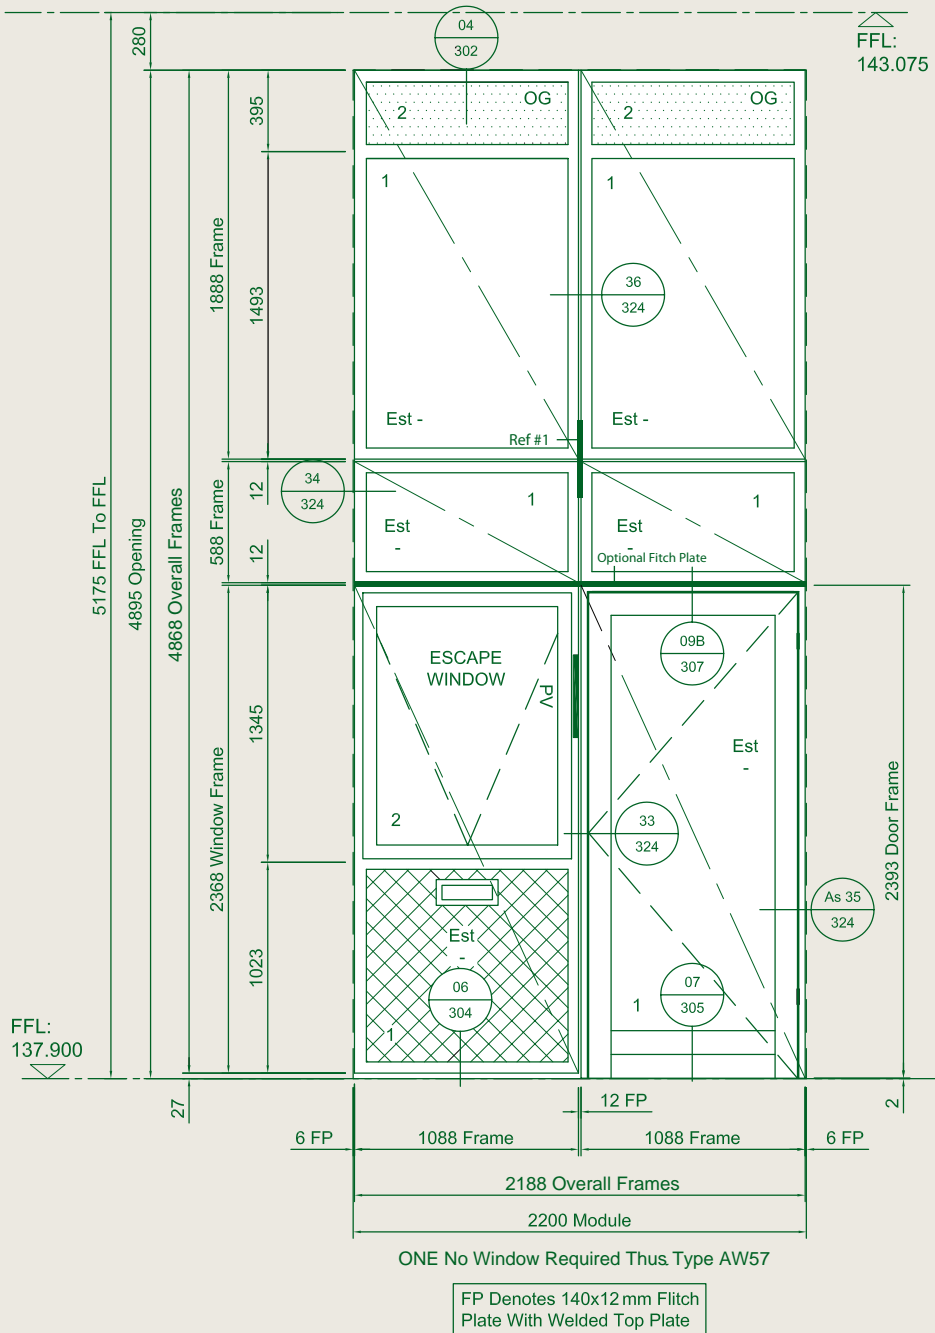 04
302
FFL:
143.075
280
OG
OG
2
2
395
1
1
1888 Frame
1493
36
324
Est -
Est -
Ref #1
34
324
12
1
1
588 Frame
Est
-
Est
-
12
Optional Fitch Plate
5175 FFL To FFL
4895 Opening
4868 Overall Frames
09B
307
ESCAPE
WINDOW
PV
1345
Est
-
2368 Window Frame
2
33
324
2393 Door Frame
As 35
324
Est
-
1023
06
304
07
305
1
1
FFL:
137.900
27
2
12 FP
6 FP
1088 Frame
1088 Frame
6 FP
2188 Overall Frames
2200 Module
ONE No Window Required Thus. Type AW57
FP Denotes 140x12 mm Flitch
Plate With Welded Top Plate